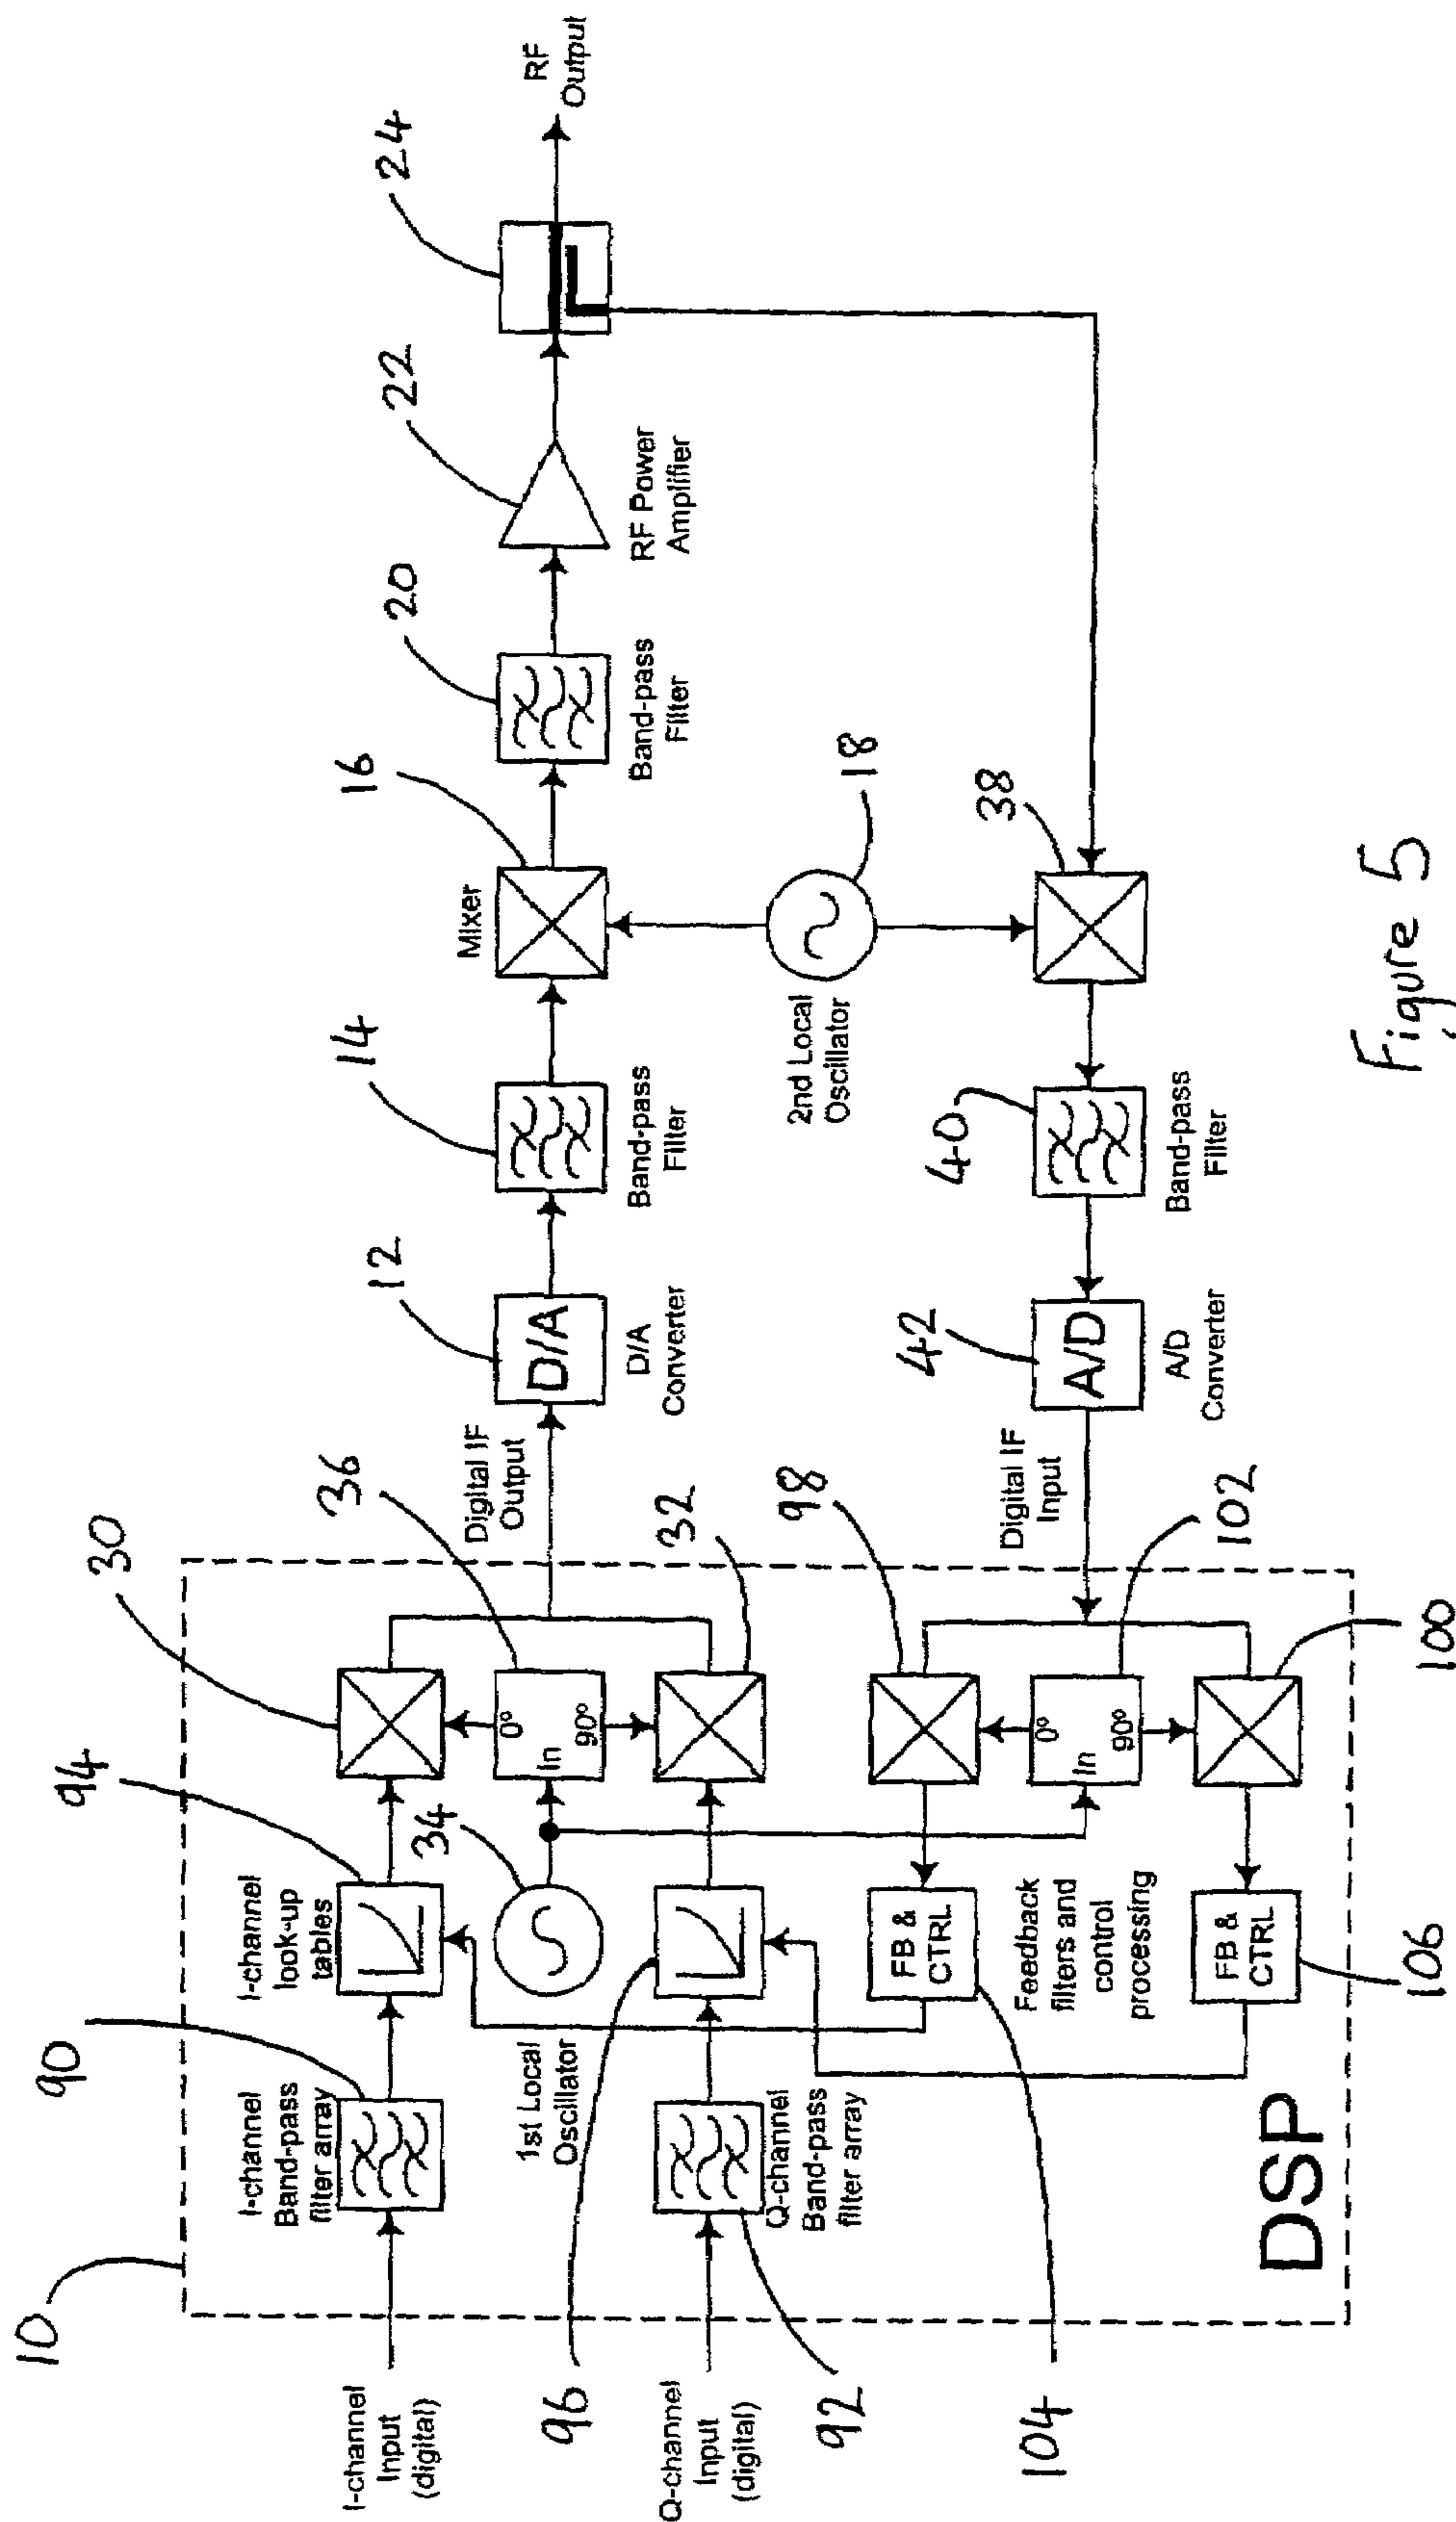 10
90
94
30
36
12
14
16
20
22
24
I-channel
Input
(digital)
I-channel
Band-pass
filter array
I-channel
look-up
tables
34
1st Local
Oscillator
0°
In
90°
Digital IF
Output
D/A
D/A
Converter
Band-pass
Filter
Mixer
Band-pass
Filter
RF Power
Amplifier
RF
Output
96
Q-channel
Input
(digital)
92
Q-channel
Band-pass
filter array
32
2nd Local
Oscillator
18
104
FB &
CTRL
Feedback
filters and
control
processing
FB &
CTRL
106
98
0°
In
90°
102
100
Digital IF
Input
42
A/D
A/D
Converter
40
Band-pass
Filter
38
DSP
Figure 5